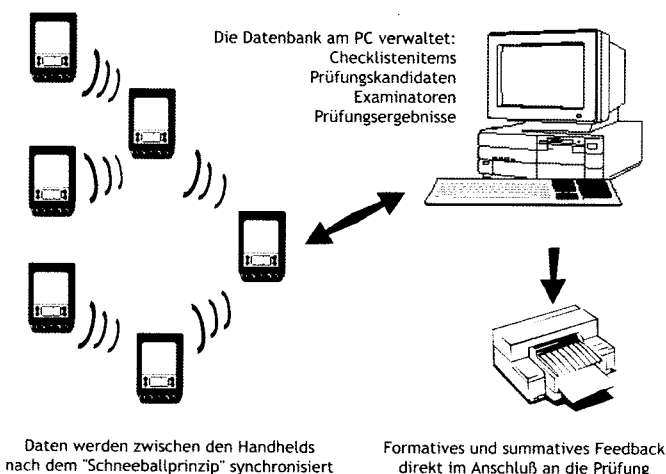 Die Datenbank am PC verwaltet:
Checklistenitems
Prüfungskandidaten
Examinatoren
Prüfungsergebnisse
Daten werden zwischen den Handhelds
nach dem "Schneeballprinzip" synchronisiert
Formatives und summatives Feedback
direkt im Anschluß an die Prüfung